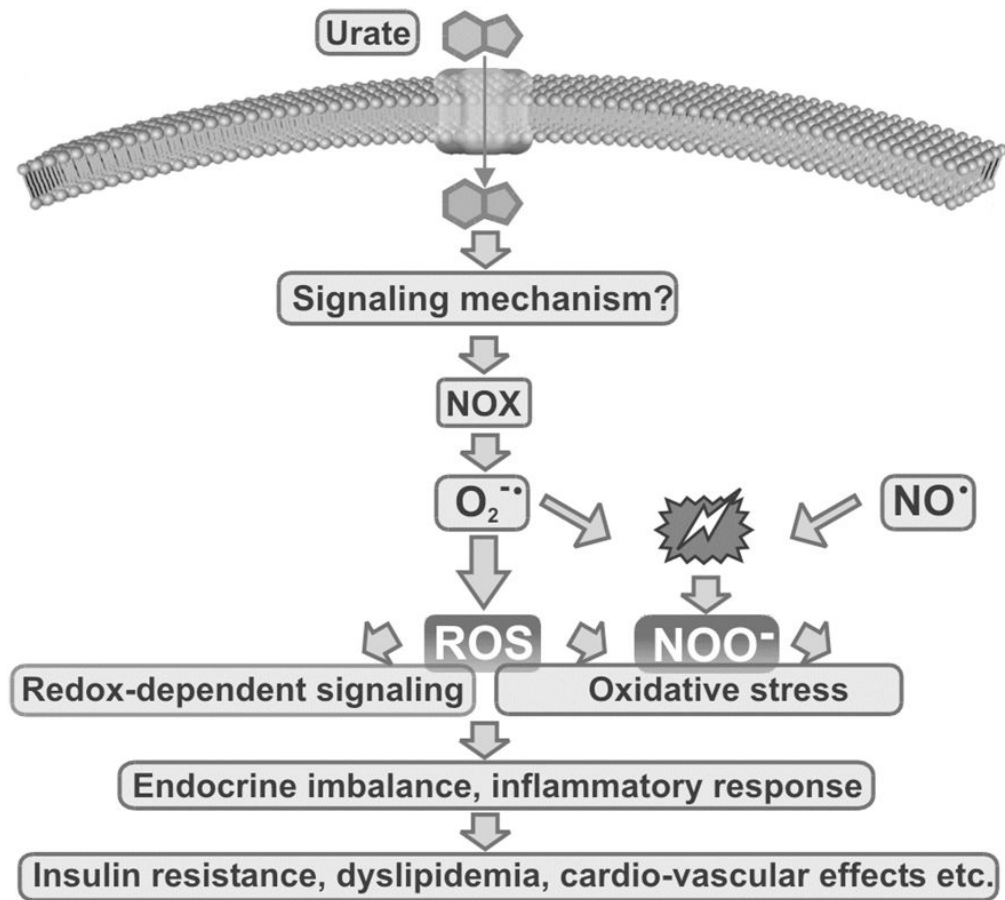 Urate
Signaling mechanism?
NOX
O₂⁻•
NO•
ROS
NOO⁻
Redox-dependent signaling
Oxidative stress
Endocrine imbalance, inflammatory response
Insulin resistance, dyslipidemia, cardio-vascular effects etc.